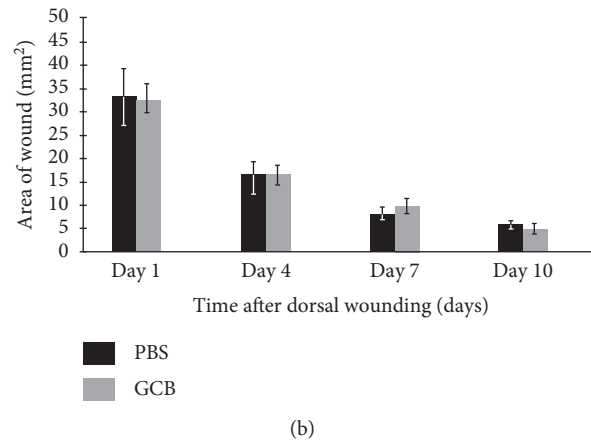 50
45
40
35
30
25
20
15
10
5
0
Area of wound (mm²)
Day 1 Day 4 Day 7 Day 10
Time after dorsal wounding (days)
PBS
GCB
(b)